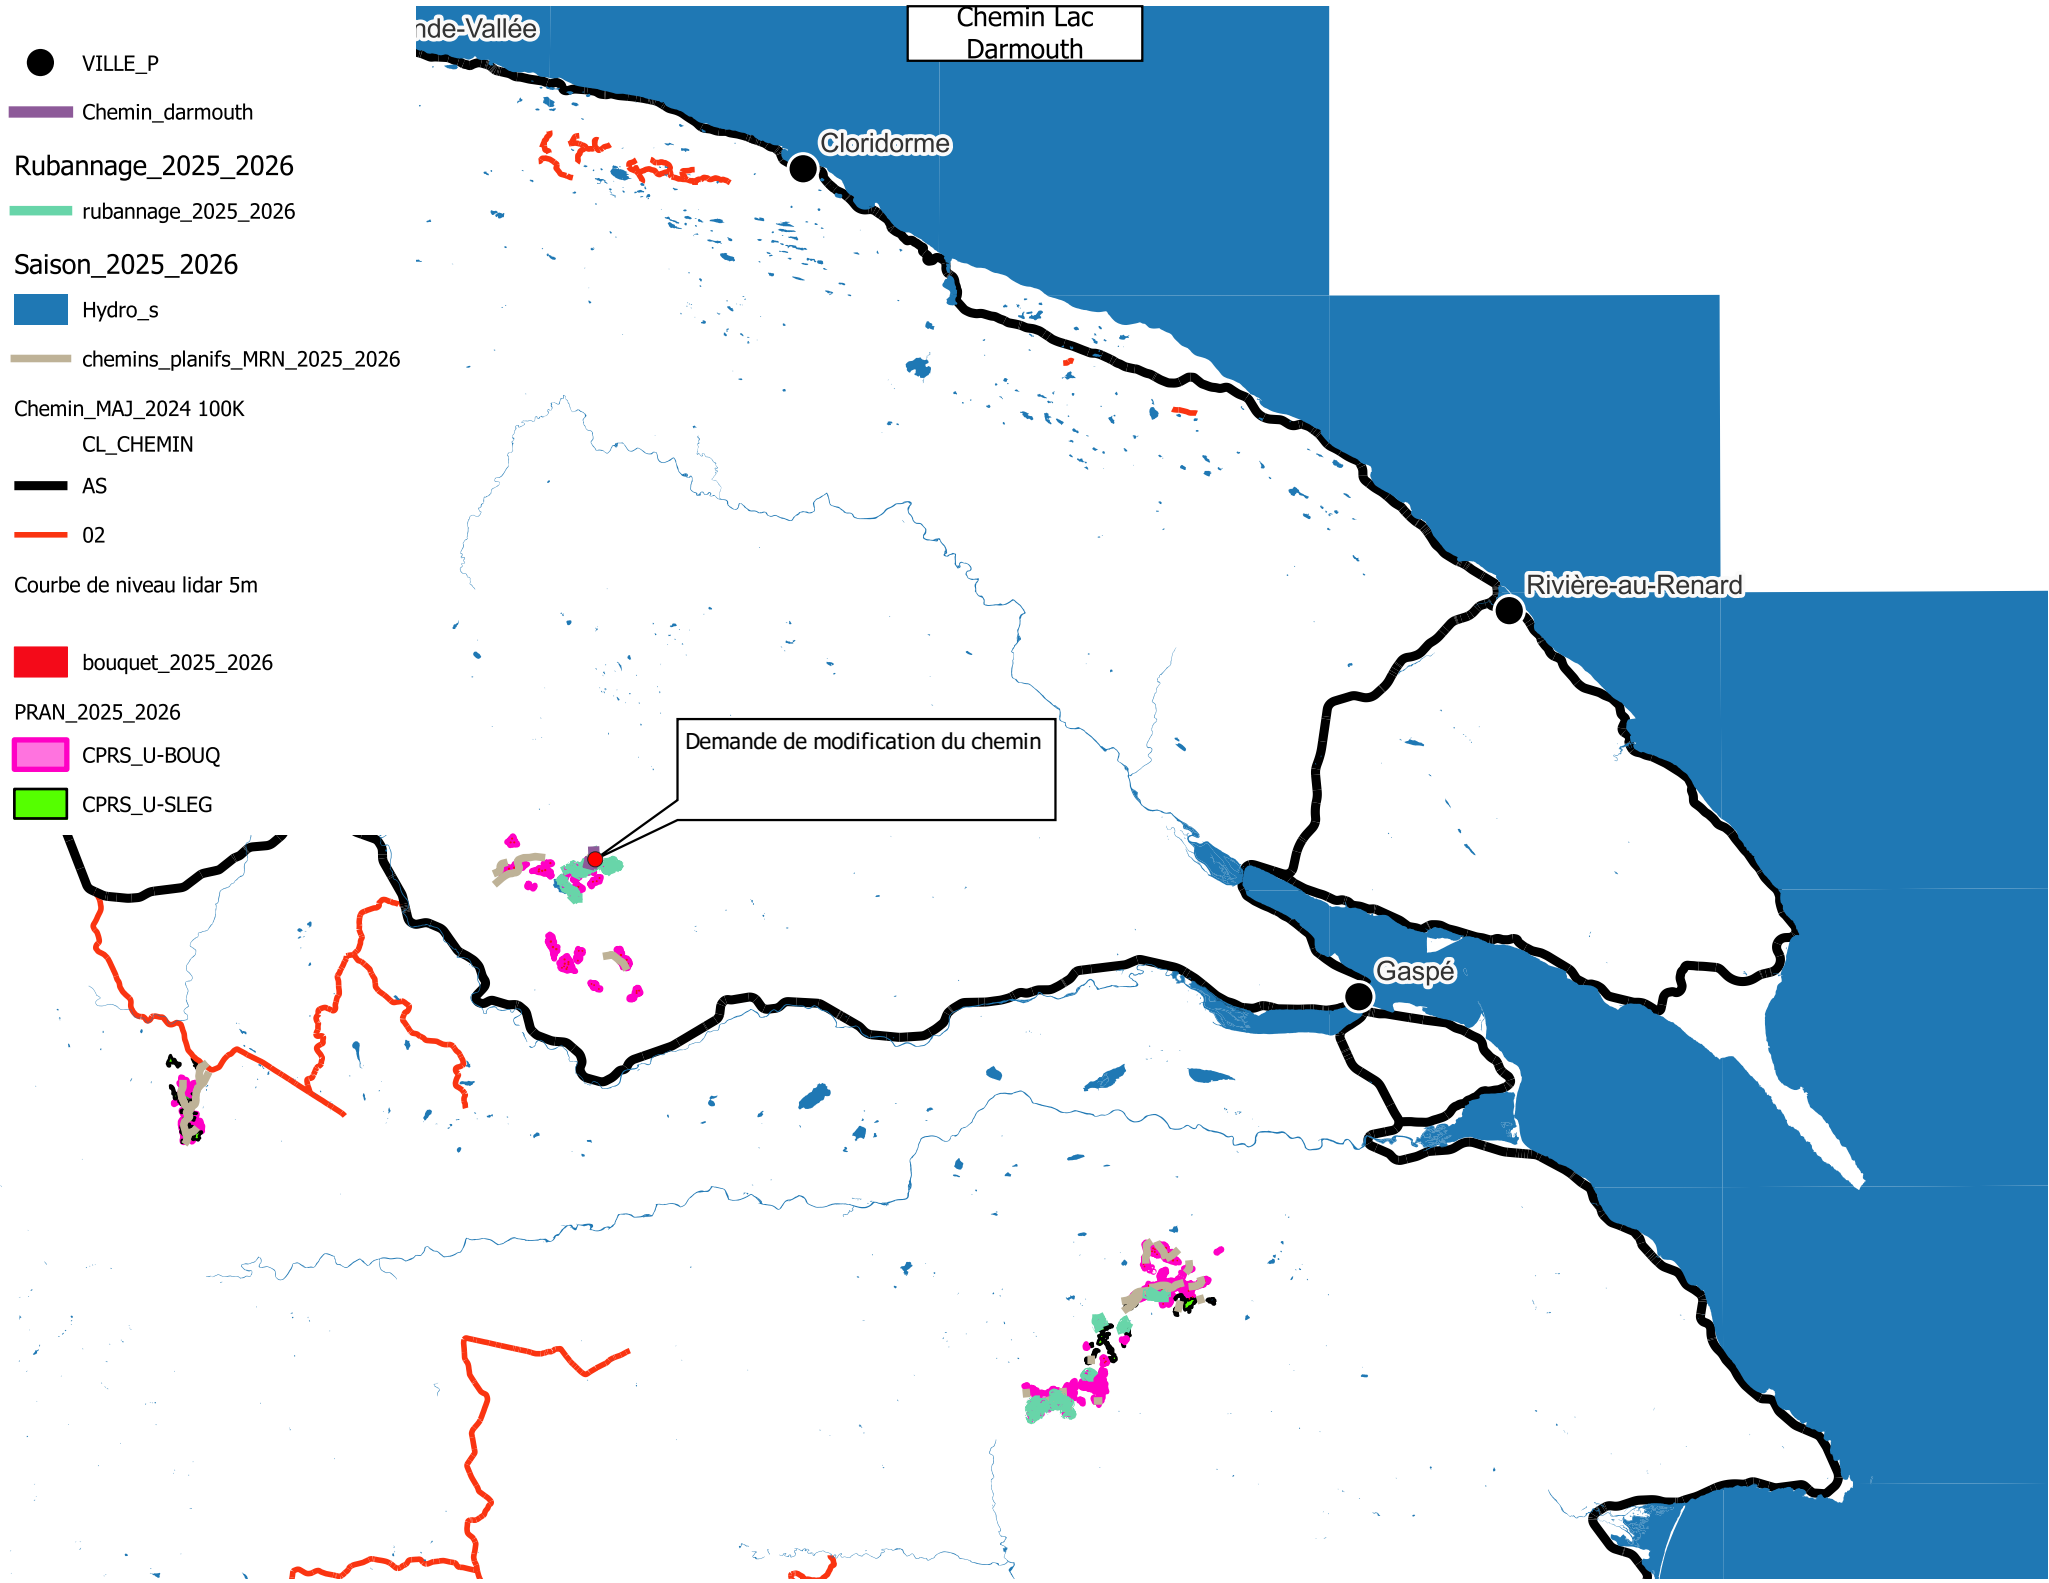 nde-Vallée
Chemin Lac
Darmouth
VILLE_P
Chemin_darmouth
Rubannage_2025_2026
rubannage_2025_2026
Saison_2025_2026
Hydro_s
chemins_planifs_MRN_2025_2026
Chemin_MAJ_2024 100K
CL_CHEMIN
AS
02
Courbe de niveau lidar 5m
bouquet_2025_2026
PRAN_2025_2026
CPRS_U-BOUQ
CPRS_U-SLEG
Cloridorme
Rivière-au-Renard
Demande de modification du chemin
Gaspé